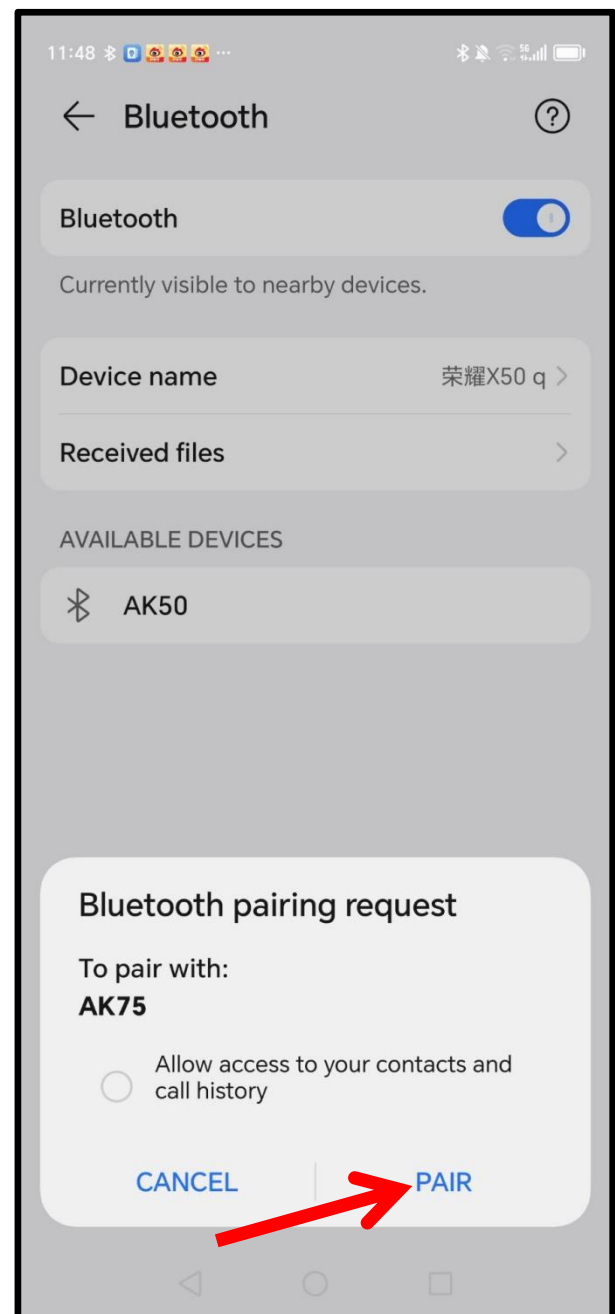 11:48
Bluetooth
Bluetooth
Currently visible to nearby devices.
Device name 荣耀X50 q
Received files
AVAILABLE DEVICES
AK50
Bluetooth pairing request
To pair with:
AK75
Allow access to your contacts and
call history
CANCEL PAIR